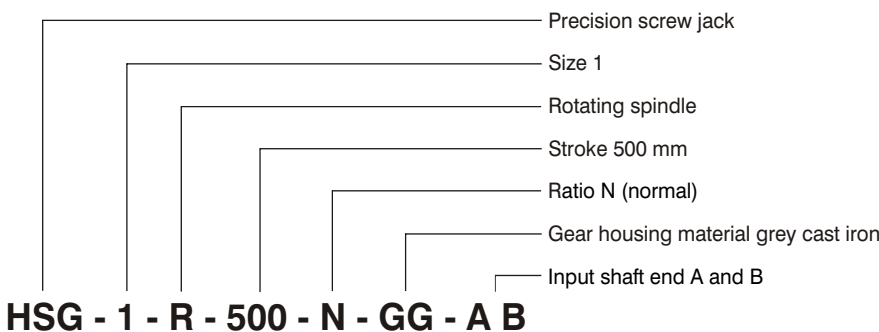 Precision screw jack
Size 1
Rotating spindle
Stroke 500 mm
Ratio N (normal)
Gear housing material grey cast iron
Input shaft end A and B
HSG - 1 - R - 500 - N - GG - A B